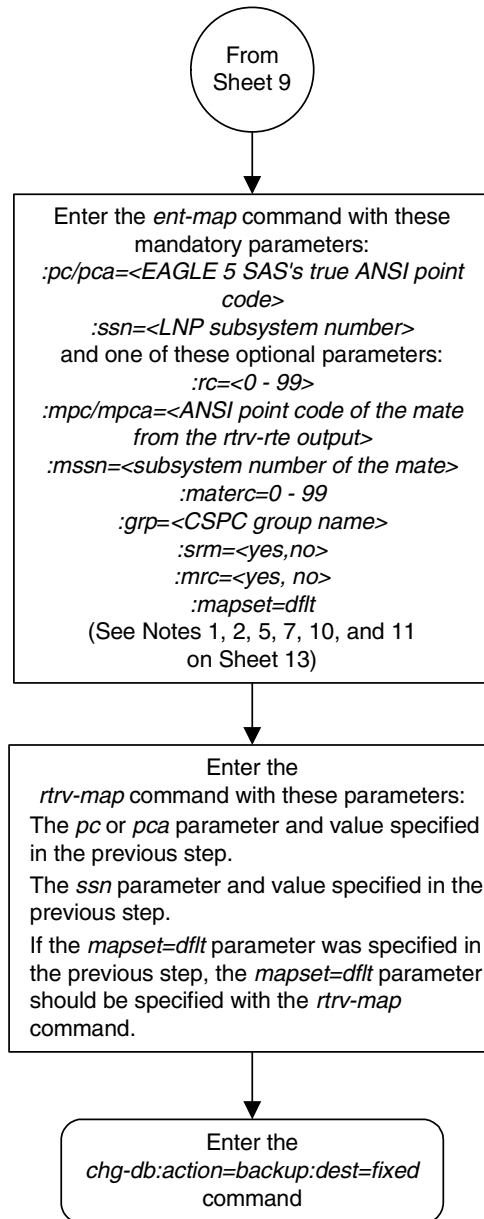 From
Sheet 9
Enter the ent-map command with these
mandatory parameters:
:pc/pca=<EAGLE 5 SAS's true ANSI point
code>
:ssn=<LNP subsystem number>
and one of these optional parameters:
:rc=<0 - 99>
:mpc/mpca=<ANSI point code of the mate
from the rtrv-rte output>
:mssn=<subsystem number of the mate>
:materc=0 - 99
:grp=<CSPC group name>
:srm=<yes,no>
:mrc=<yes, no>
:mapset=dflt
(See Notes 1, 2, 5, 7, 10, and 11
on Sheet 13)
Enter the
rtrv-map command with these parameters:
The pc or pca parameter and value specified
in the previous step.
The ssn parameter and value specified in the
previous step.
If the mapset=dflt parameter was specified in
the previous step, the mapset=dflt parameter
should be specified with the rtrv-map
command.
Enter the
chg-db:action=backup:dest=fixed
command